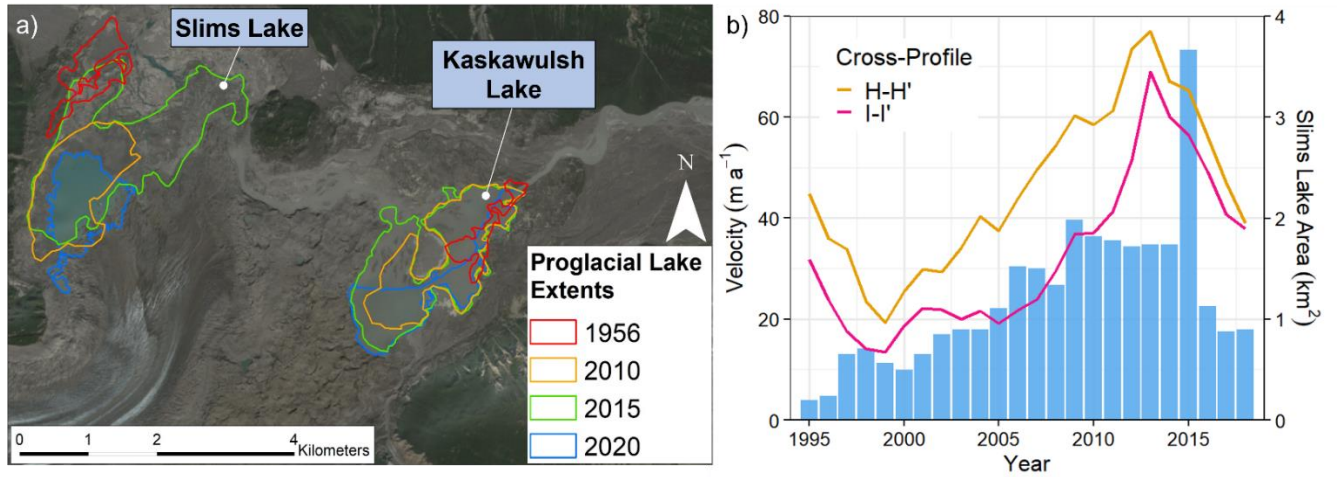 a)
Slims Lake
Kaskawulsh
Lake
N
Proglacial Lake
Extents
1956
2010
2015
2020
0 1 2 4
Kilometers
b)
Cross-Profile
H-H'
I-I'
Velocity (m a⁻¹)
80
60
40
20
0
1995 2000 2005 2010 2015
Year
4
3
2
1
0
Slims Lake Area (km²)